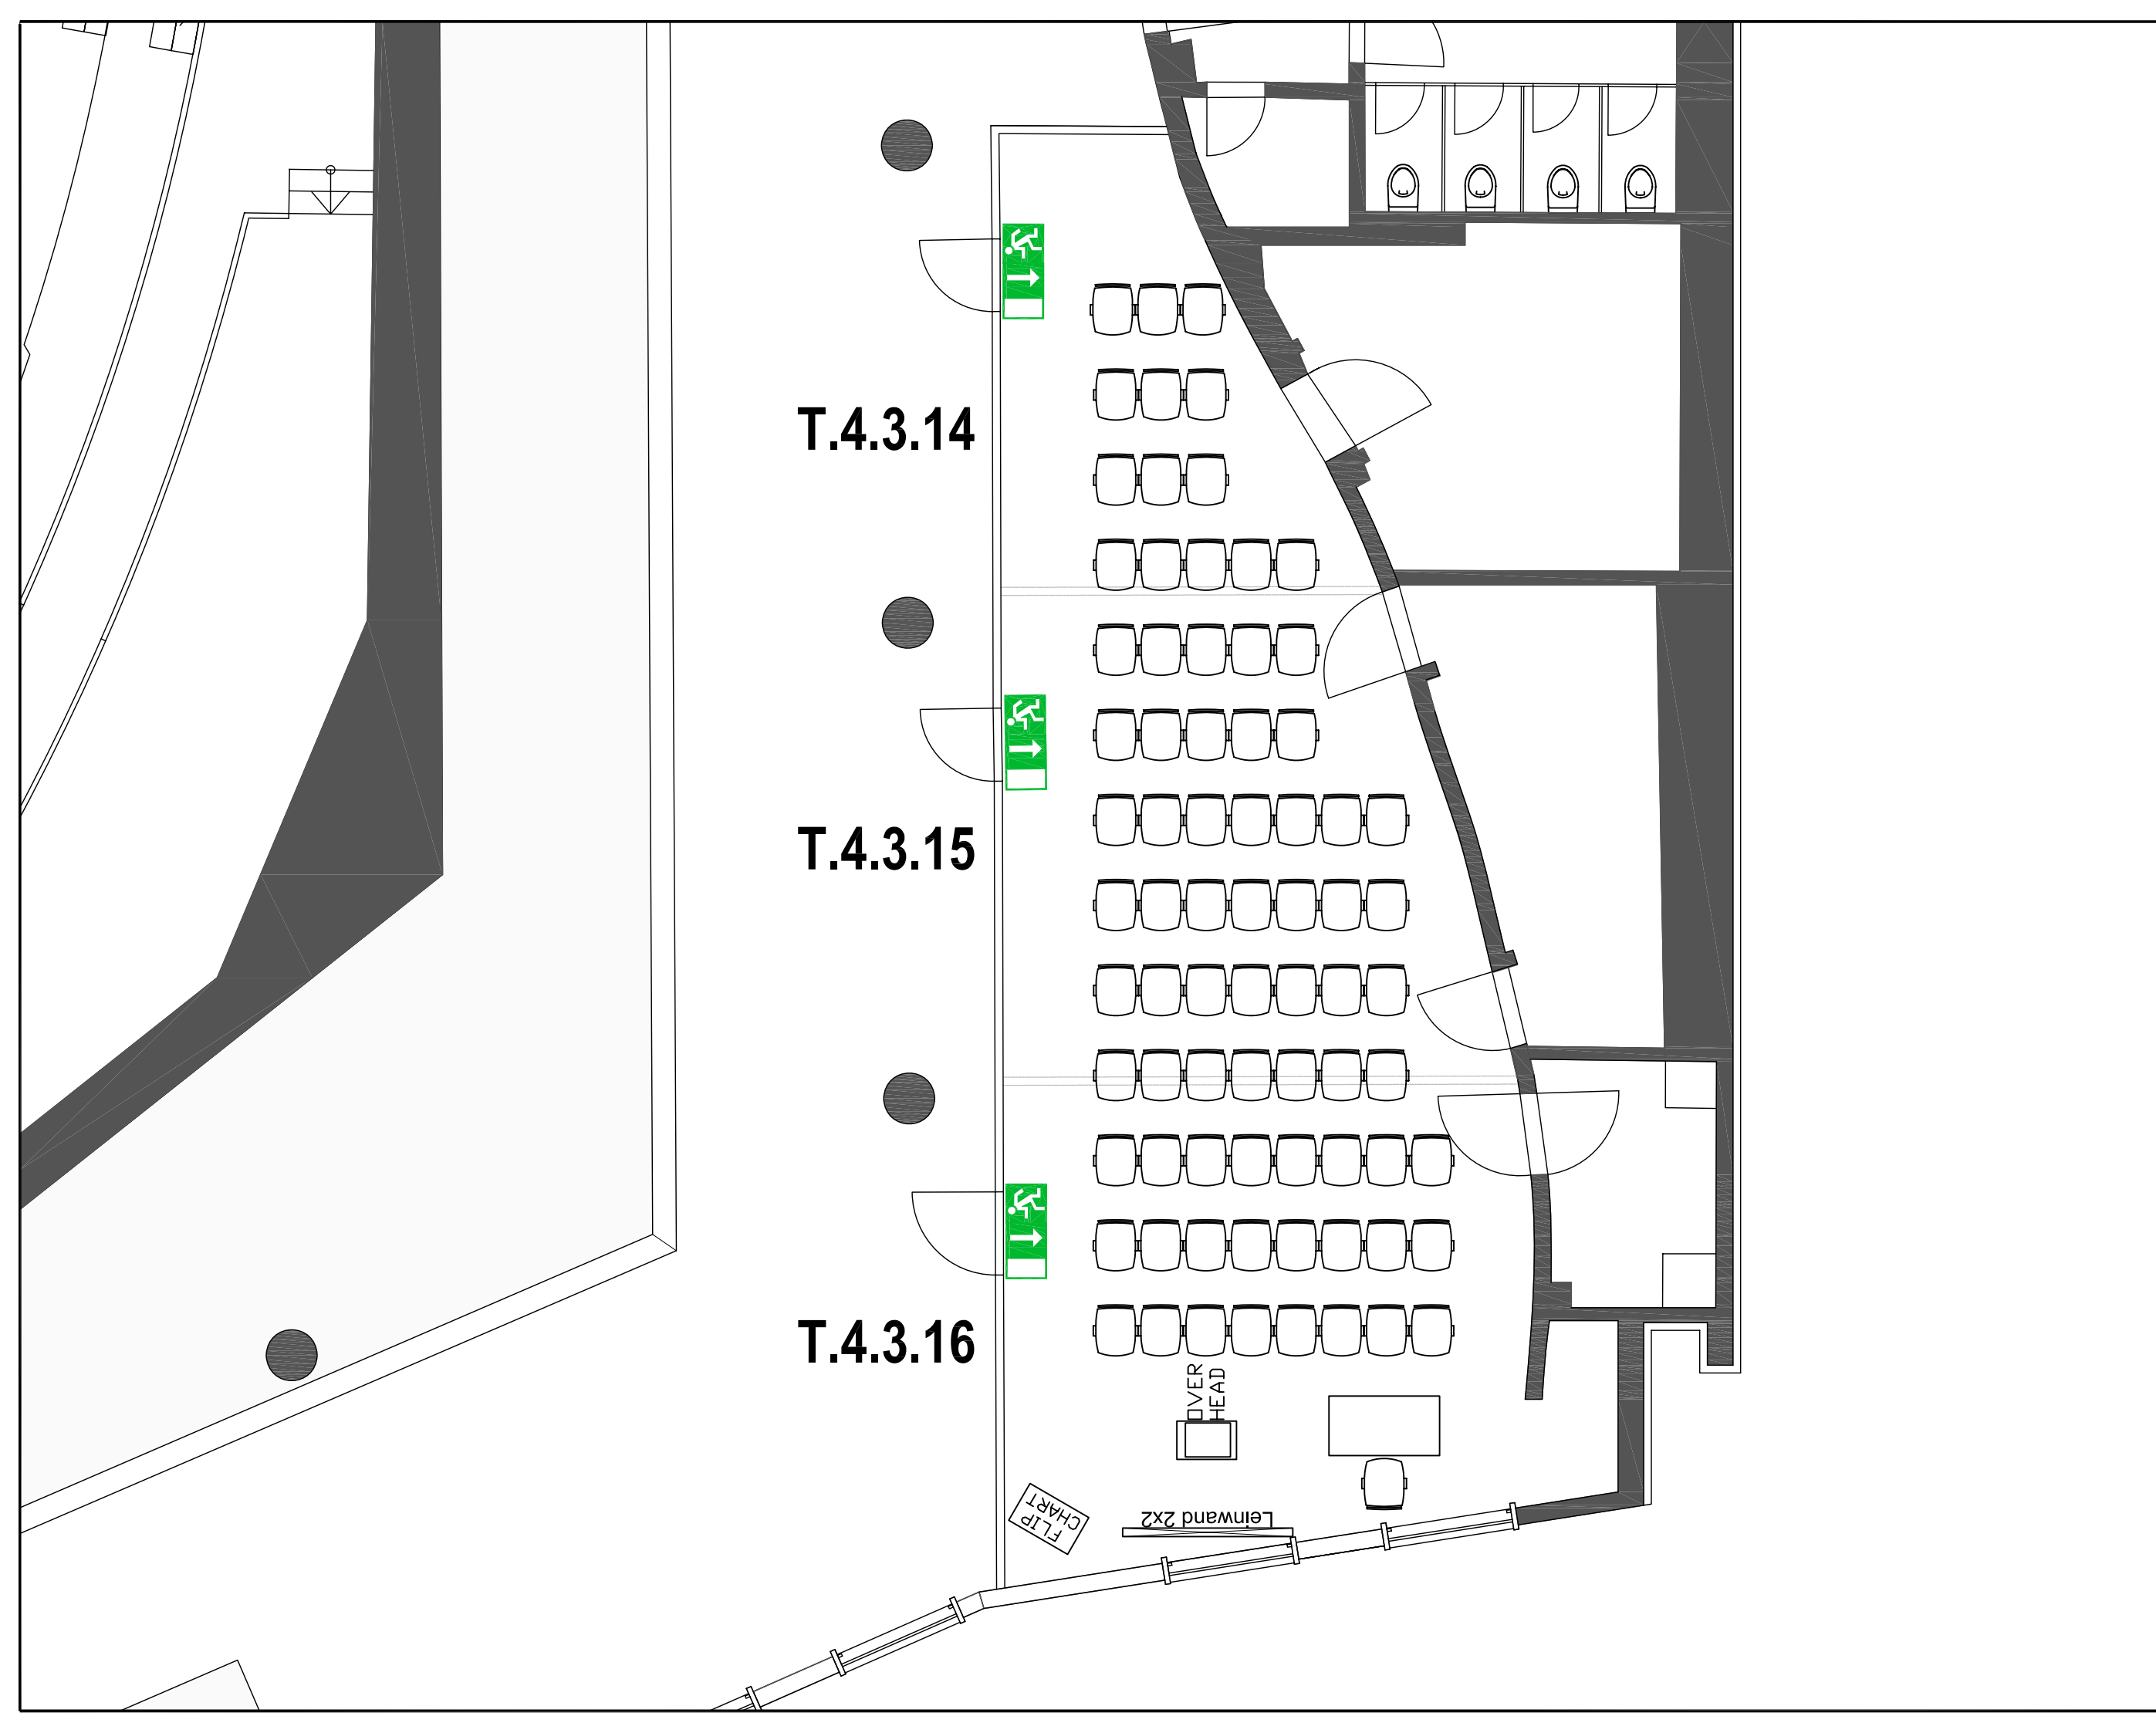 T.4.3.14
T.4.3.15
T.4.3.16
OVER
HEAD
FLIP
CHART
Leinwand 2x2